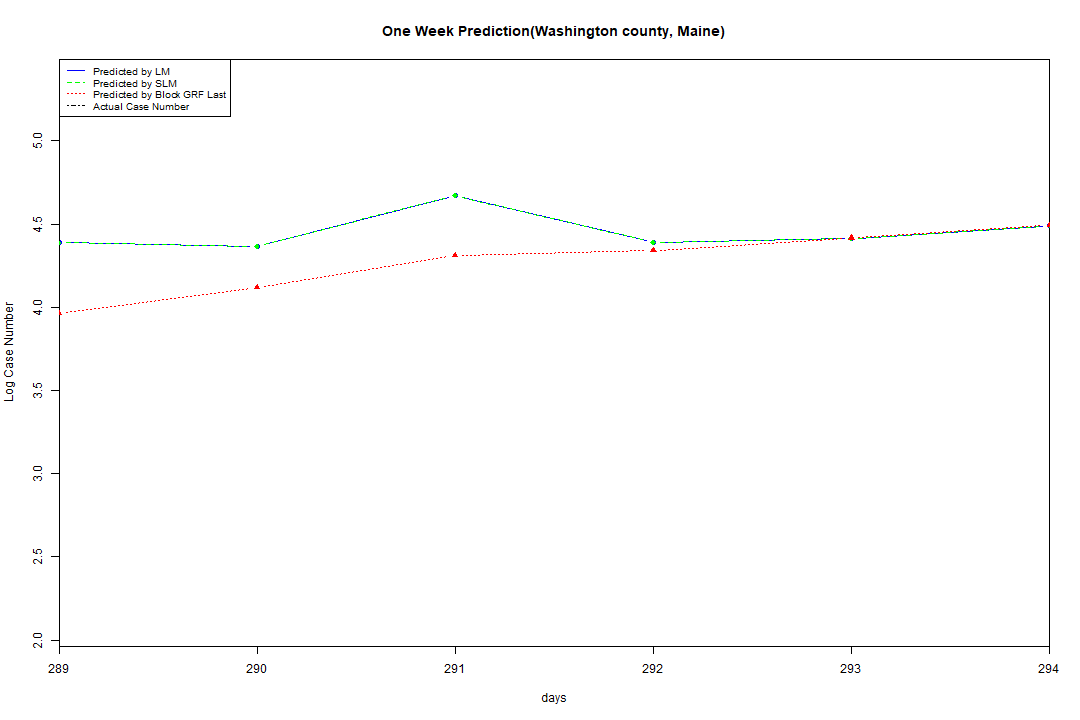 One Week Prediction(Washington county, Maine)
Predicted by LM
Predicted by SLM
Predicted by Block GRF Last
Actual Case Number
5.0
4.5
4.0
3.5
3.0
2.5
2.0
Log Case Number
289 290 291 292 293 294
days